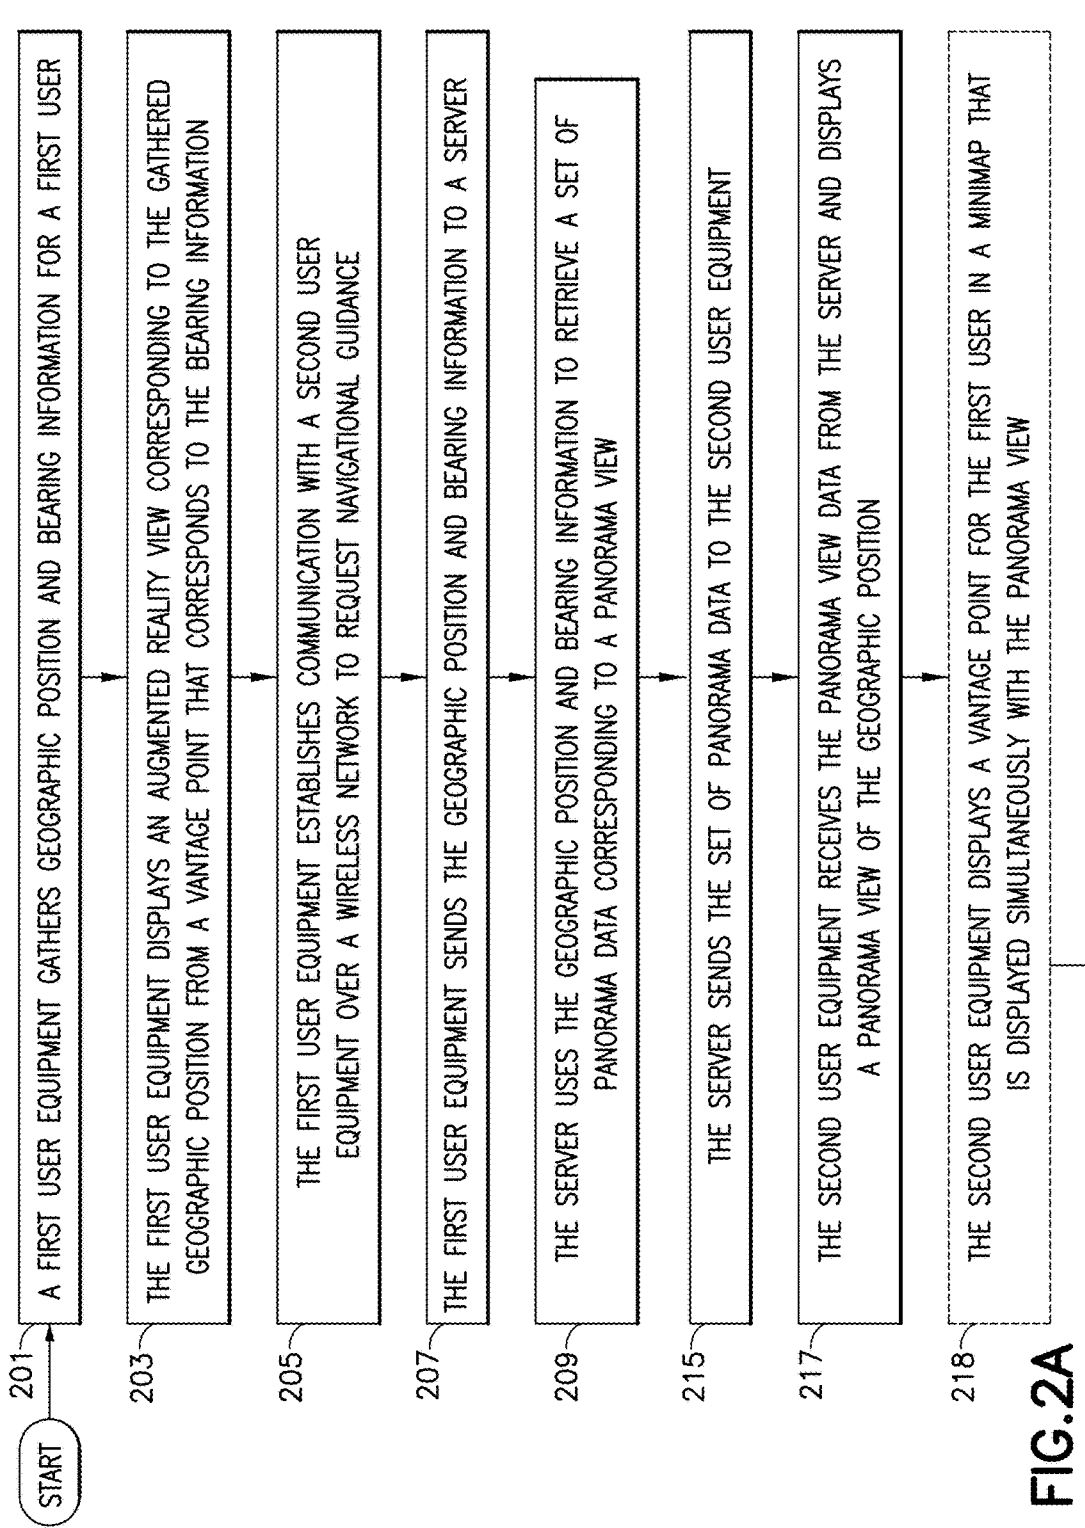 START
201
A FIRST USER EQUIPMENT GATHERS GEOGRAPHIC POSITION AND BEARING INFORMATION FOR A FIRST USER
203
THE FIRST USER EQUIPMENT DISPLAYS AN AUGMENTED REALITY VIEW CORRESPONDING TO THE GATHERED
GEOGRAPHIC POSITION FROM A VANTAGE POINT THAT CORRESPONDS TO THE BEARING INFORMATION
205
THE FIRST USER EQUIPMENT ESTABLISHES COMMUNICATION WITH A SECOND USER
EQUIPMENT OVER A WIRELESS NETWORK TO REQUEST NAVIGATIONAL GUIDANCE
207
THE FIRST USER EQUIPMENT SENDS THE GEOGRAPHIC POSITION AND BEARING INFORMATION TO A SERVER
209
THE SERVER USES THE GEOGRAPHIC POSITION AND BEARING INFORMATION TO RETRIEVE A SET OF
PANORAMA DATA CORRESPONDING TO A PANORAMA VIEW
215
THE SERVER SENDS THE SET OF PANORAMA DATA TO THE SECOND USER EQUIPMENT
217
THE SECOND USER EQUIPMENT RECEIVES THE PANORAMA VIEW DATA FROM THE SERVER AND DISPLAYS
A PANORAMA VIEW OF THE GEOGRAPHIC POSITION
218
THE SECOND USER EQUIPMENT DISPLAYS A VANTAGE POINT FOR THE FIRST USER IN A MINIMAP THAT
IS DISPLAYED SIMULTANEOUSLY WITH THE PANORAMA VIEW
FIG.2A